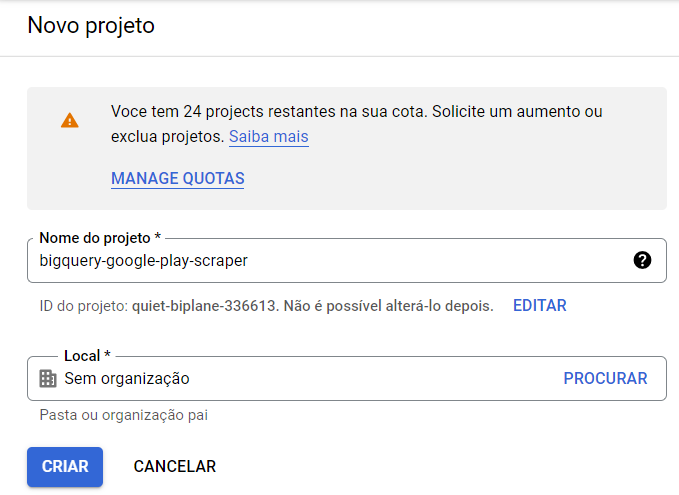 Novo projeto
Voce tem 24 projects restantes na sua cota. Solicite um aumento ou
exclua projetos. Saiba mais
MANAGE QUOTAS
Nome do projeto *
bigquery-google-play-scraper
ID do projeto: quiet-biplane-336613. Não é possível alterá-lo depois. EDITAR
Local *
Sem organização PROCURAR
Pasta ou organização pai
CRIAR CANCELAR